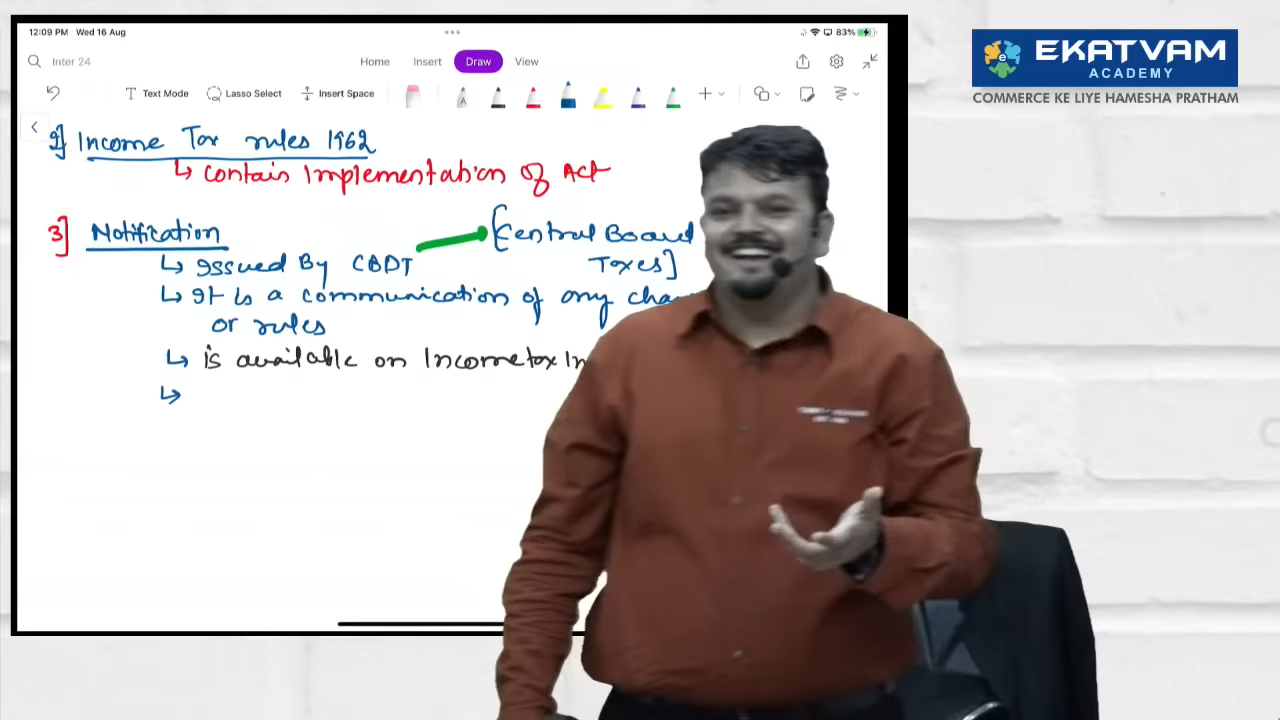 12:09 PM Wed 16 Aug
83%
Inter 24
Home Insert Draw View
Text Mode Lasso Select Insert Space
2] Income Tax rules 1962
↳ contain Implementation of Act
3] Notification
[Central Board
↳ Issued By CBDT
Taxes]
↳ It is a communication of any
or rules
↳ is available on Incometax
↳
EKATVAM
ACADEMY
COMMERCE KE LIYE HAMESHA PRATHAM